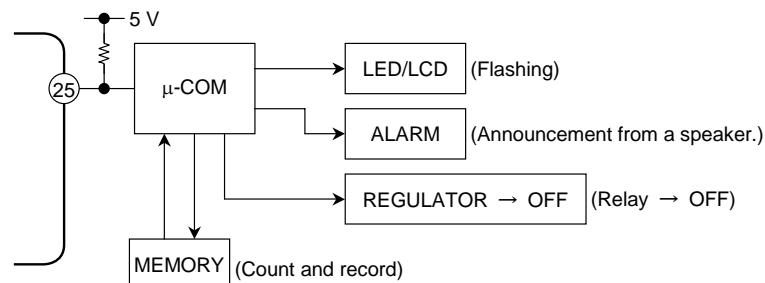 5 V
25
μ-COM
LED/LCD (Flashing)
ALARM (Announcement from a speaker.)
REGULATOR → OFF (Relay → OFF)
MEMORY (Count and record)